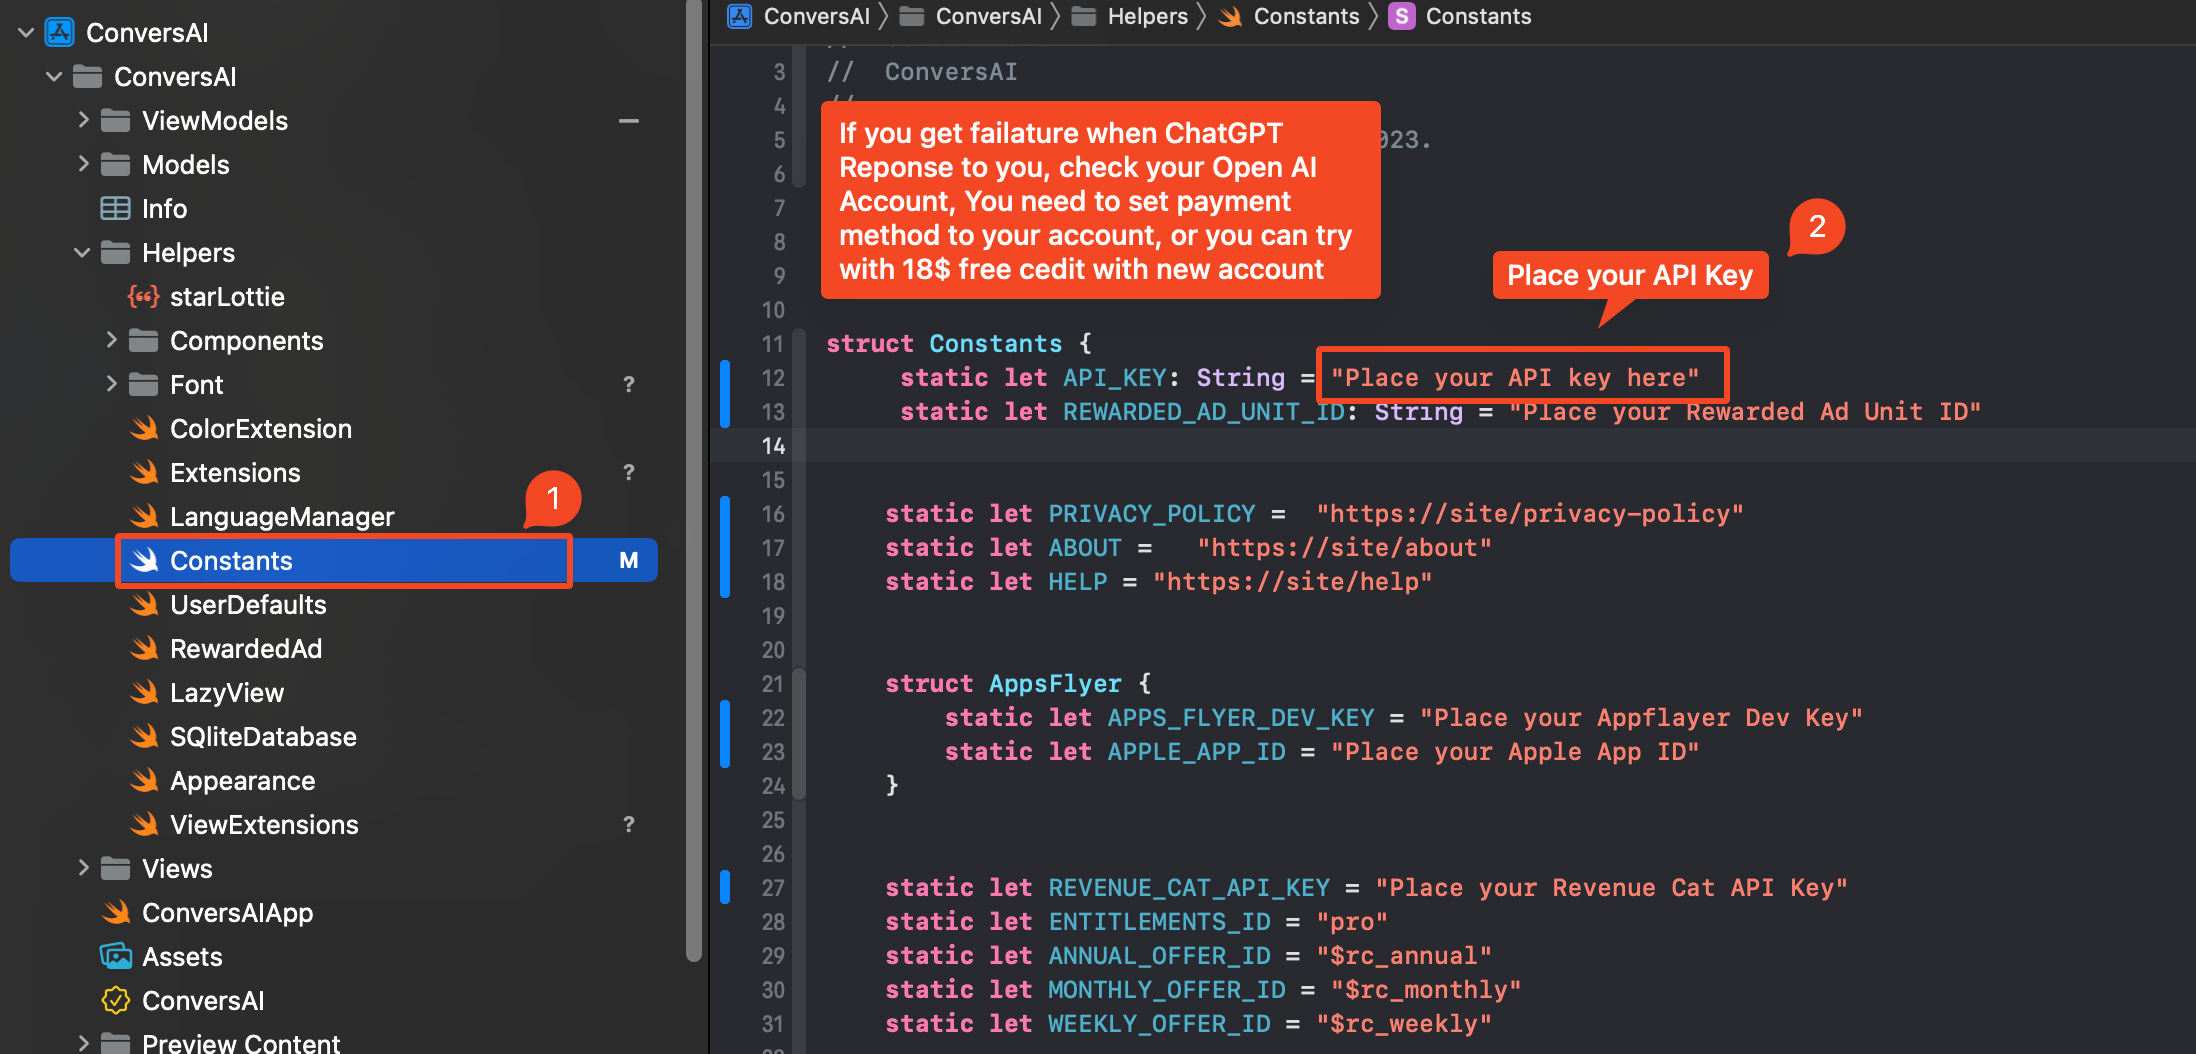 ConversAI
ConversAI
ViewModels
Models
Info
Helpers
starLottie
Components
Font ?
ColorExtension
Extensions ?
LanguageManager
1
Constants M
UserDefaults
RewardedAd
LazyView
SQliteDatabase
Appearance
ViewExtensions ?
Views
ConversAIApp
Assets
ConversAI
Preview Content
ConversAI ConversAI Helpers Constants S Constants
3 //  ConversAI
4 //
5 023.
6
7
8
9
10
If you get failature when ChatGPT
Reponse to you, check your Open AI
Account, You need to set payment
method to your account, or you can try
with 18$ free cedit with new account
2
Place your API Key
11 struct Constants {
12 static let API_KEY: String = "Place your API key here"
13 static let REWARDED_AD_UNIT_ID: String = "Place your Rewarded Ad Unit ID"
14
15
16 static let PRIVACY_POLICY =  "https://site/privacy-policy"
17 static let ABOUT =   "https://site/about"
18 static let HELP = "https://site/help"
19
20
21 struct AppsFlyer {
22 static let APPS_FLYER_DEV_KEY = "Place your Appflayer Dev Key"
23 static let APPLE_APP_ID = "Place your Apple App ID"
24 }
25
26
27 static let REVENUE_CAT_API_KEY = "Place your Revenue Cat API Key"
28 static let ENTITLEMENTS_ID = "pro"
29 static let ANNUAL_OFFER_ID = "$rc_annual"
30 static let MONTHLY_OFFER_ID = "$rc_monthly"
31 static let WEEKLY_OFFER_ID = "$rc_weekly"